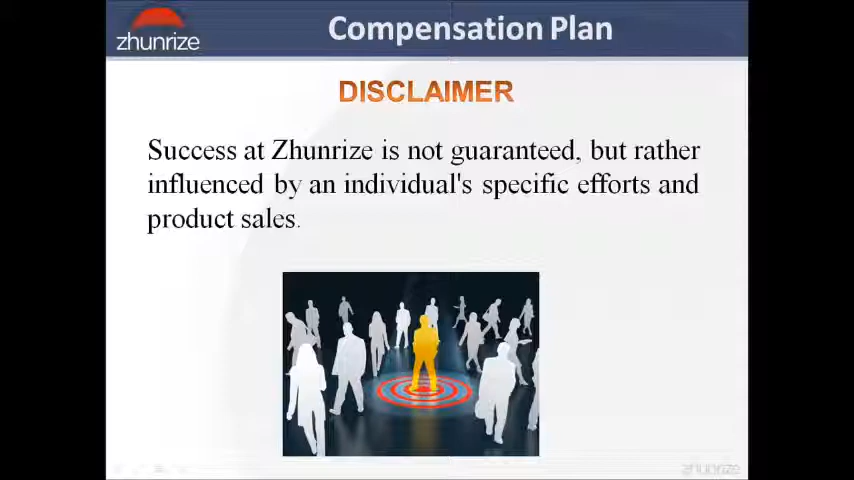 zhunrize
Compensation Plan
DISCLAIMER
Success at Zhunrize is not guaranteed, but rather
influenced by an individual's specific efforts and
product sales.
zhunrize